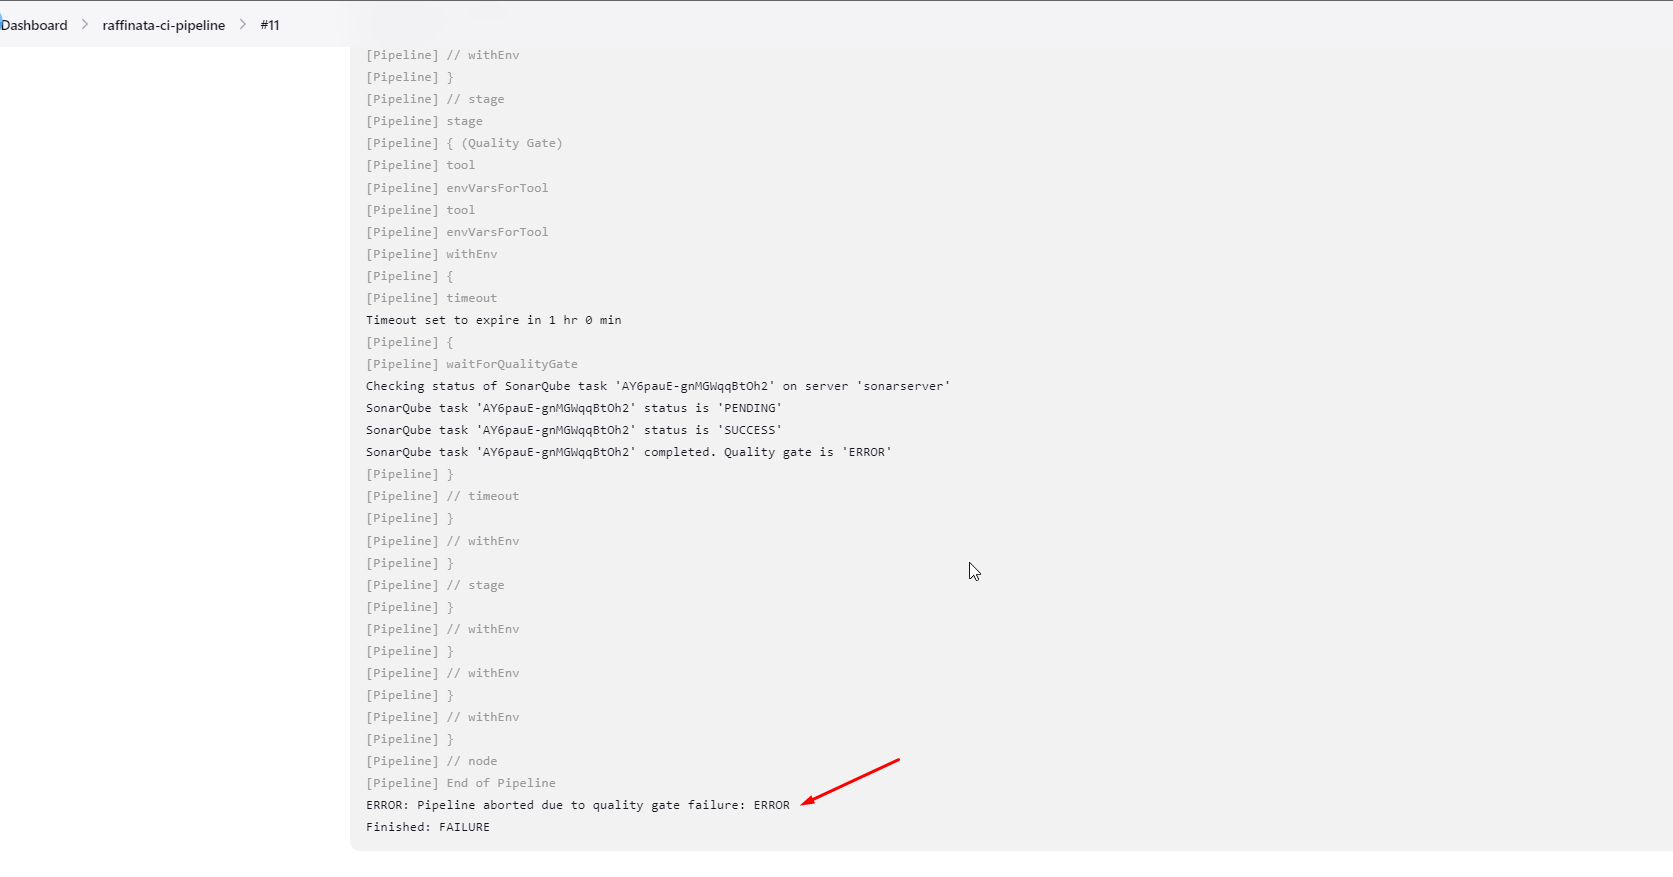 Dashboard > raffinata-ci-pipeline > #11
[Pipeline] // withEnv
[Pipeline] }
[Pipeline] // stage
[Pipeline] stage
[Pipeline] { (Quality Gate)
[Pipeline] tool
[Pipeline] envVarsForTool
[Pipeline] tool
[Pipeline] envVarsForTool
[Pipeline] withEnv
[Pipeline] {
[Pipeline] timeout
Timeout set to expire in 1 hr 0 min
[Pipeline] {
[Pipeline] waitForQualityGate
Checking status of SonarQube task 'AY6pauE-gnMGWqqBtOh2' on server 'sonarserver'
SonarQube task 'AY6pauE-gnMGWqqBtOh2' status is 'PENDING'
SonarQube task 'AY6pauE-gnMGWqqBtOh2' status is 'SUCCESS'
SonarQube task 'AY6pauE-gnMGWqqBtOh2' completed. Quality gate is 'ERROR'
[Pipeline] }
[Pipeline] // timeout
[Pipeline] }
[Pipeline] // withEnv
[Pipeline] }
[Pipeline] // stage
[Pipeline] }
[Pipeline] // withEnv
[Pipeline] }
[Pipeline] // withEnv
[Pipeline] }
[Pipeline] // withEnv
[Pipeline] }
[Pipeline] // node
[Pipeline] End of Pipeline
ERROR: Pipeline aborted due to quality gate failure: ERROR
Finished: FAILURE